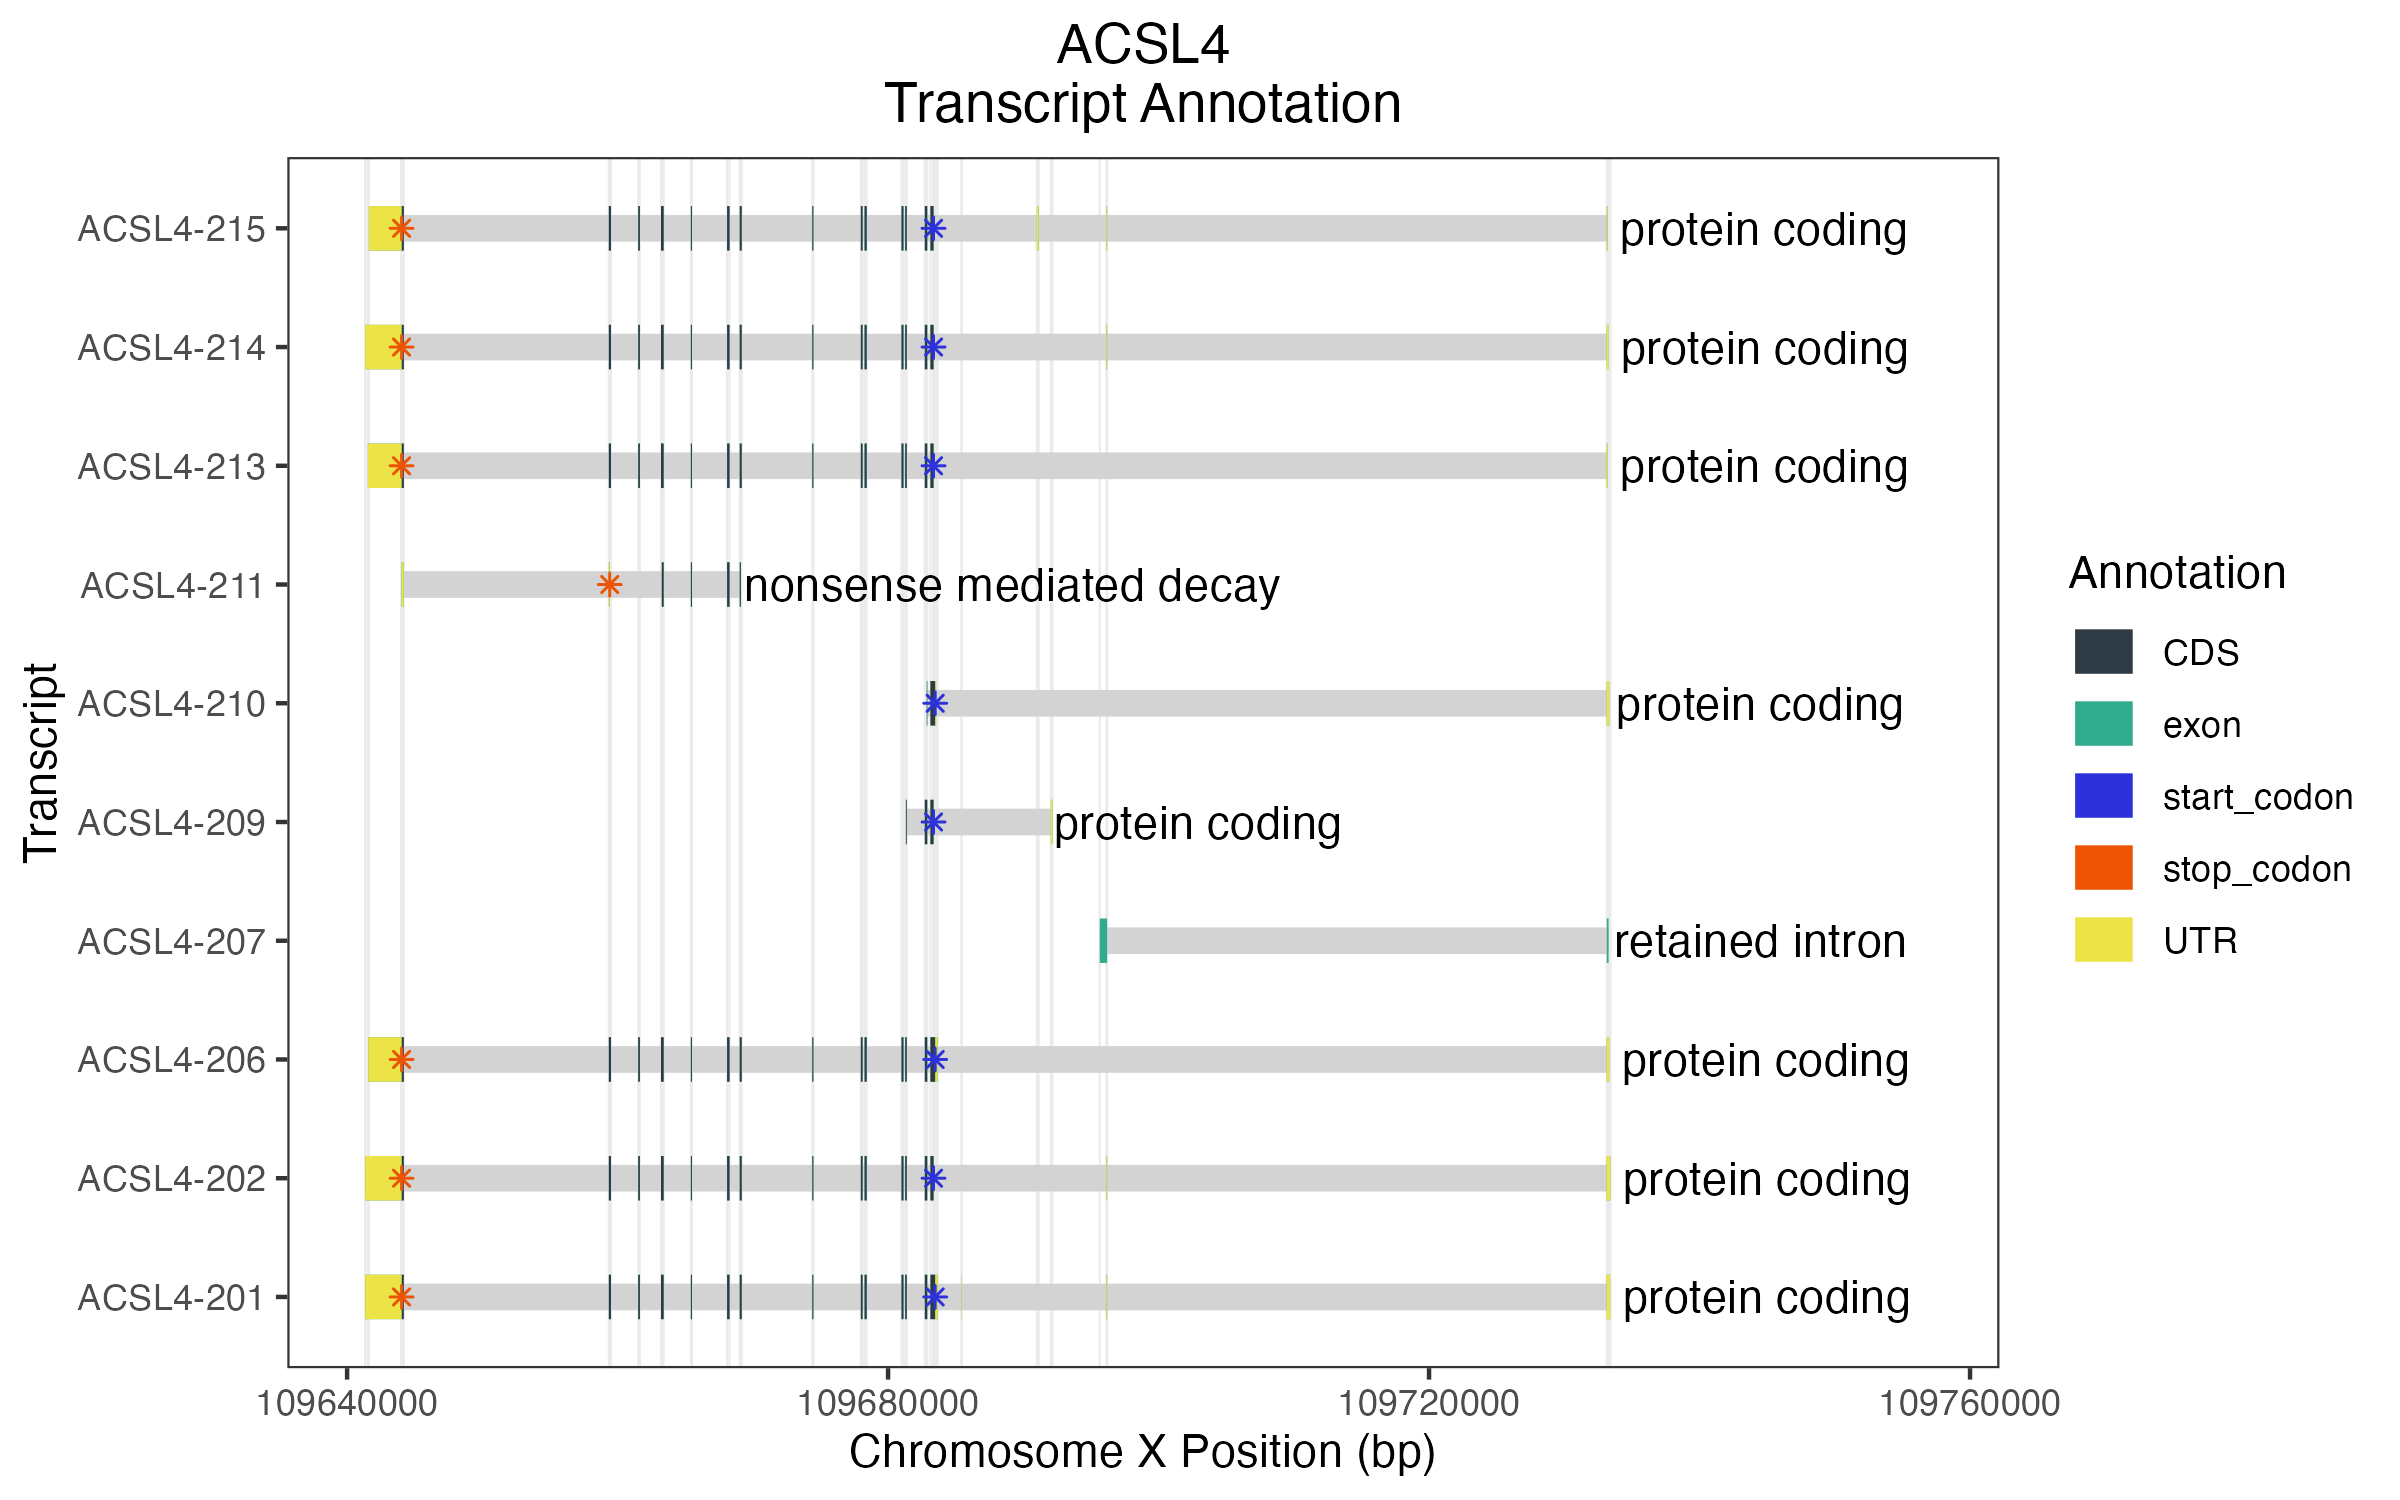 ACSL4
Transcript Annotation
ACSL4-215
protein coding
ACSL4-214
protein coding
ACSL4-213
protein coding
ACSL4-211
nonsense mediated decay
ACSL4-210
protein coding
ACSL4-209
protein coding
ACSL4-207
retained intron
ACSL4-206
protein coding
ACSL4-202
protein coding
ACSL4-201
protein coding
Transcript
109640000
109680000
109720000
109760000
Chromosome X Position (bp)
Annotation
CDS
exon
start_codon
stop_codon
UTR